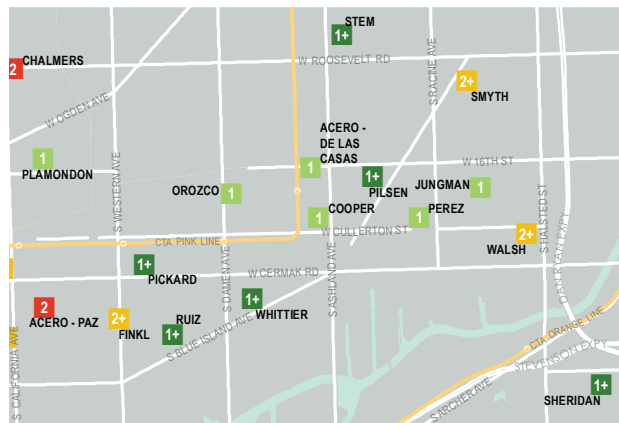 STEM
1+
CHALMERS
2
W ROOSEVELT RD
S RACINE AVE
2+
SMYTH
W OGDEN AVE
ACERO -
DE LAS
CASAS
1
1
PLAMONDON
S WESTERN AVE
W 16TH ST
1+
PILSEN
JUNGMAN
1
OROZCO
1
COOPER
1
1
PEREZ
S HALSTED ST
W CULLERTON ST
2+
WALSH
CTA PINK LINE
DAN RYAN EXPY
1+
PICKARD
S DAMEN AVE
W CERMAK RD
S ASHLAND AVE
2
ACERO - PAZ
2+
FINKL
RUIZ
1+
1+
WHITTIER
S BLUE ISLAND AVE
S CALIFORNIA AVE
CTA ORANGE LINE
STEVENSON EXPY
S ARCHER AVE
1+
SHERIDAN